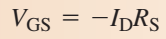 V_GS = −I_D R_S